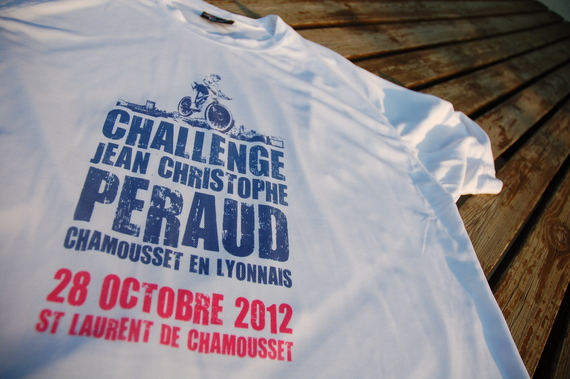 CHALLENGE
JEAN CHRISTOPHE
PERAUD
CHAMOUSSET EN LYONNAIS
28 OCTOBRE 2012
ST LAURENT DE CHAMOUSSET